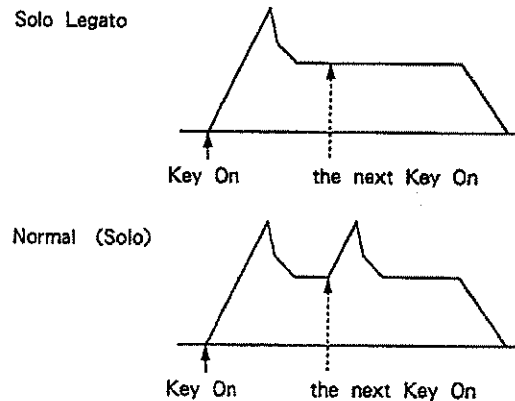 Solo Legato
Key On the next Key On
Normal (Solo)
Key On the next Key On